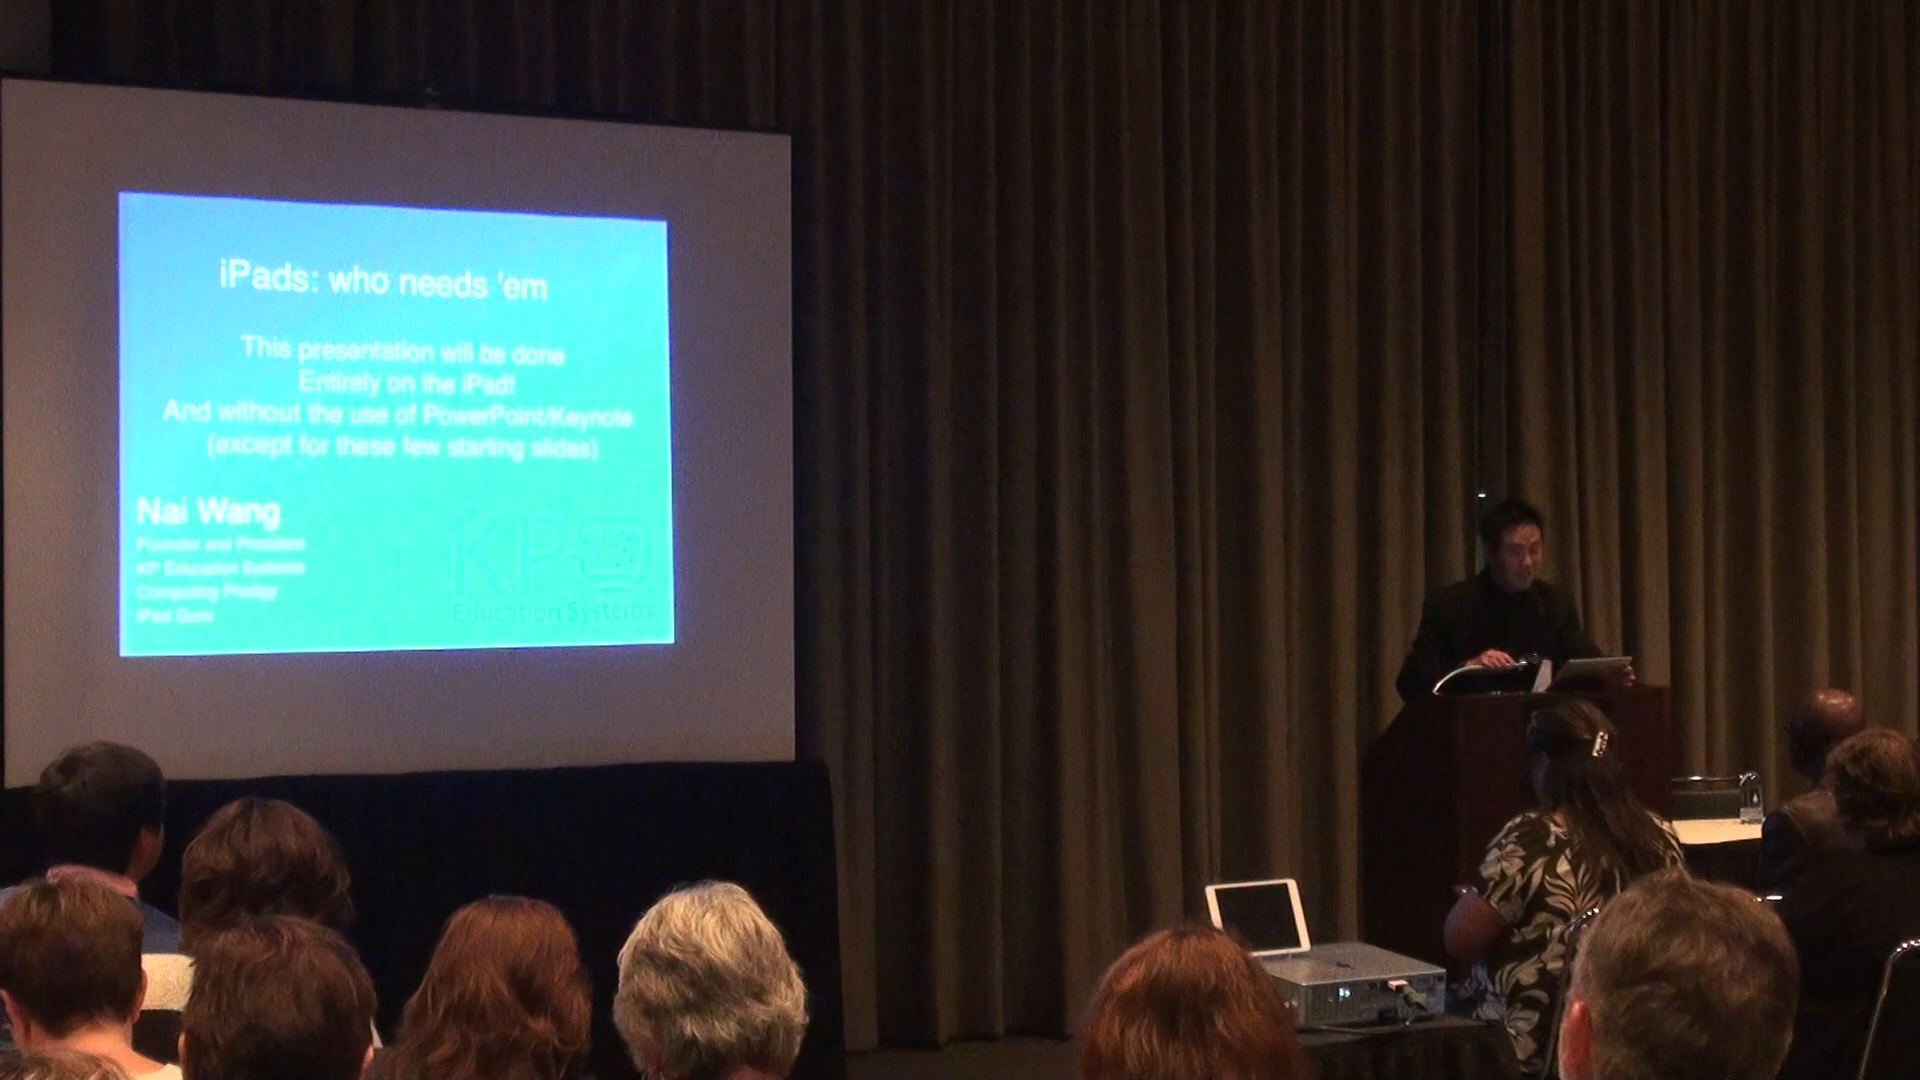 iPads: who needs 'em
This presentation will be done
Entirely on the iPad!
And without the use of PowerPoint/Keynote
(except for these few starting slides)
Nai Wang
Founder and President
KP Education Systems
Computing Prodigy
iPad Guru
KP
Education Systems